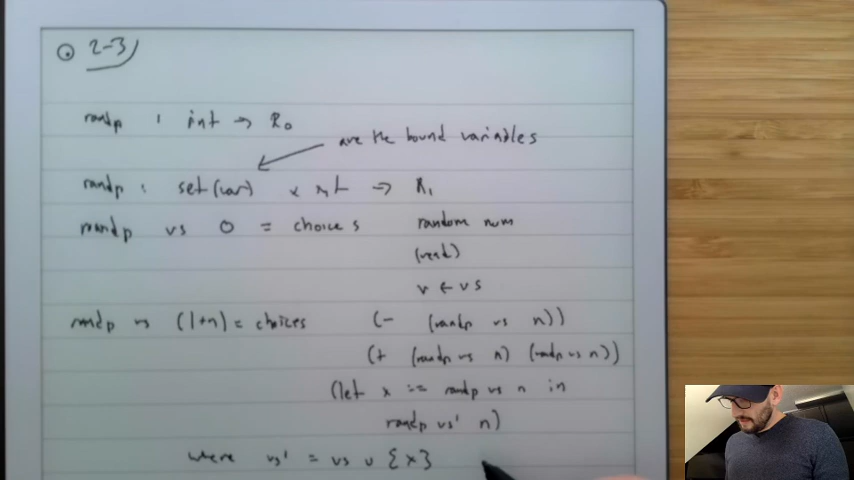 2-3)
randp : int → R₀
are the bound variables
randp : set(var) × int → R₁
randp vs 0 = choices random num
(read)
v ← vs
randp vs (1+n) = choices (- (randp vs n))
(+ (randp vs n) (randp vs n))
(let x := randp vs n in
randp vs' n)
where vs' = vs ∪ {x}